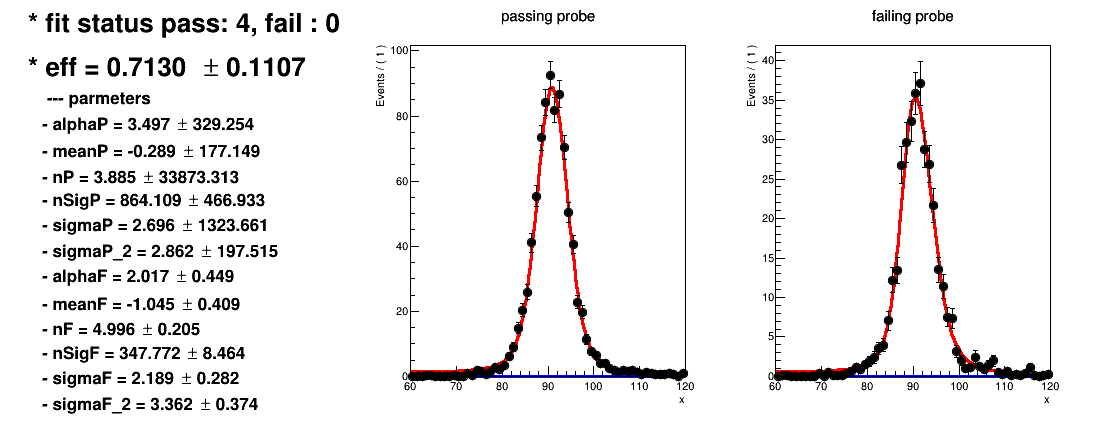 * fit status pass: 4, fail : 0
* eff = 0.7130 ± 0.1107
--- parmeters
- alphaP = 3.497 ± 329.254
- meanP = -0.289 ± 177.149
- nP = 3.885 ± 33873.313
- nSigP = 864.109 ± 466.933
- sigmaP = 2.696 ± 1323.661
- sigmaP_2 = 2.862 ± 197.515
- alphaF = 2.017 ± 0.449
- meanF = -1.045 ± 0.409
- nF = 4.996 ± 0.205
- nSigF = 347.772 ± 8.464
- sigmaF = 2.189 ± 0.282
- sigmaF_2 = 3.362 ± 0.374
passing probe
Events / ( 1 )
100
80
60
40
20
0
60 70 80 90 100 110 120
x
failing probe
Events / ( 1 )
40
35
30
25
20
15
10
5
0
60 70 80 90 100 110 120
x